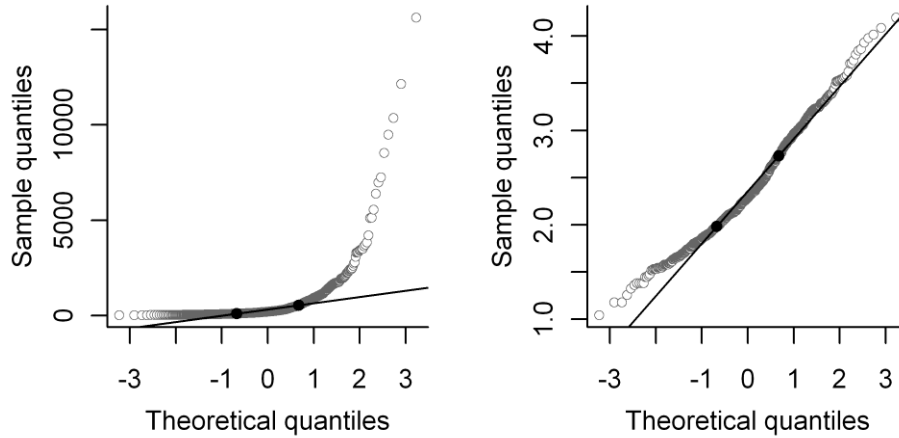 Sample quantiles
0 5000 10000
-3 -1 0 1 2 3
Theoretical quantiles
Sample quantiles
1.0 2.0 3.0 4.0
-3 -1 0 1 2 3
Theoretical quantiles